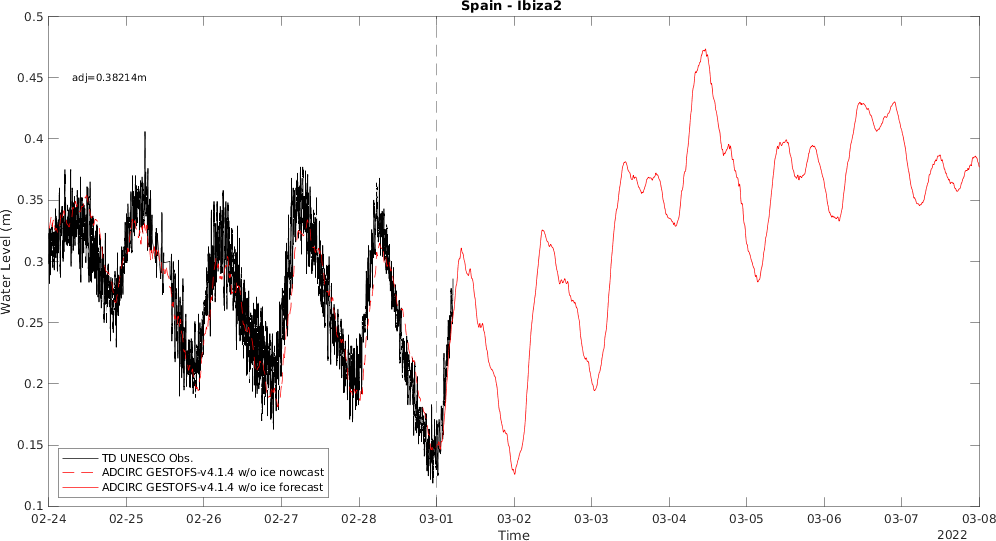 Spain - Ibiza2
0.5
0.45
0.4
0.35
0.3
0.25
0.2
0.15
0.1
Water Level (m)
adj=0.38214m
TD UNESCO Obs.
ADCIRC GESTOFS-v4.1.4 w/o ice nowcast
ADCIRC GESTOFS-v4.1.4 w/o ice forecast
02-24 02-25 02-26 02-27 02-28 03-01 03-02 03-03 03-04 03-05 03-06 03-07 03-08
Time
2022